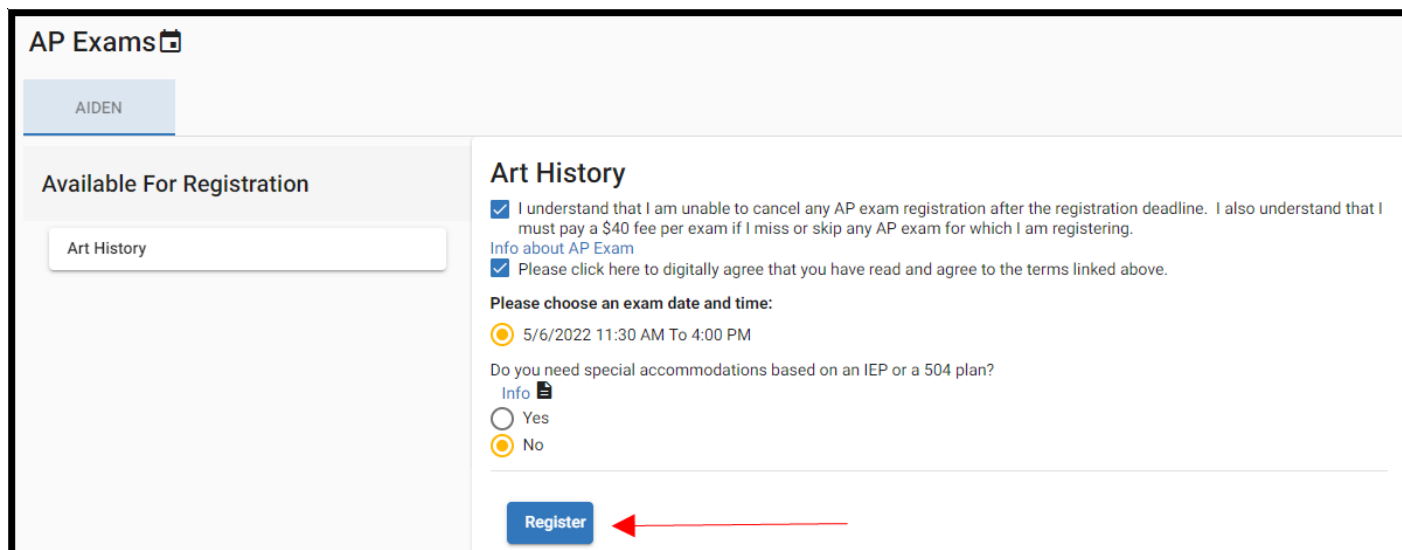 AP Exams
AIDEN
Available For Registration
Art History
Art History
I understand that I am unable to cancel any AP exam registration after the registration deadline.  I also understand that I
must pay a $40 fee per exam if I miss or skip any AP exam for which I am registering.
Info about AP Exam
Please click here to digitally agree that you have read and agree to the terms linked above.
Please choose an exam date and time:
5/6/2022 11:30 AM To 4:00 PM
Do you need special accommodations based on an IEP or a 504 plan?
Info
Yes
No
Register